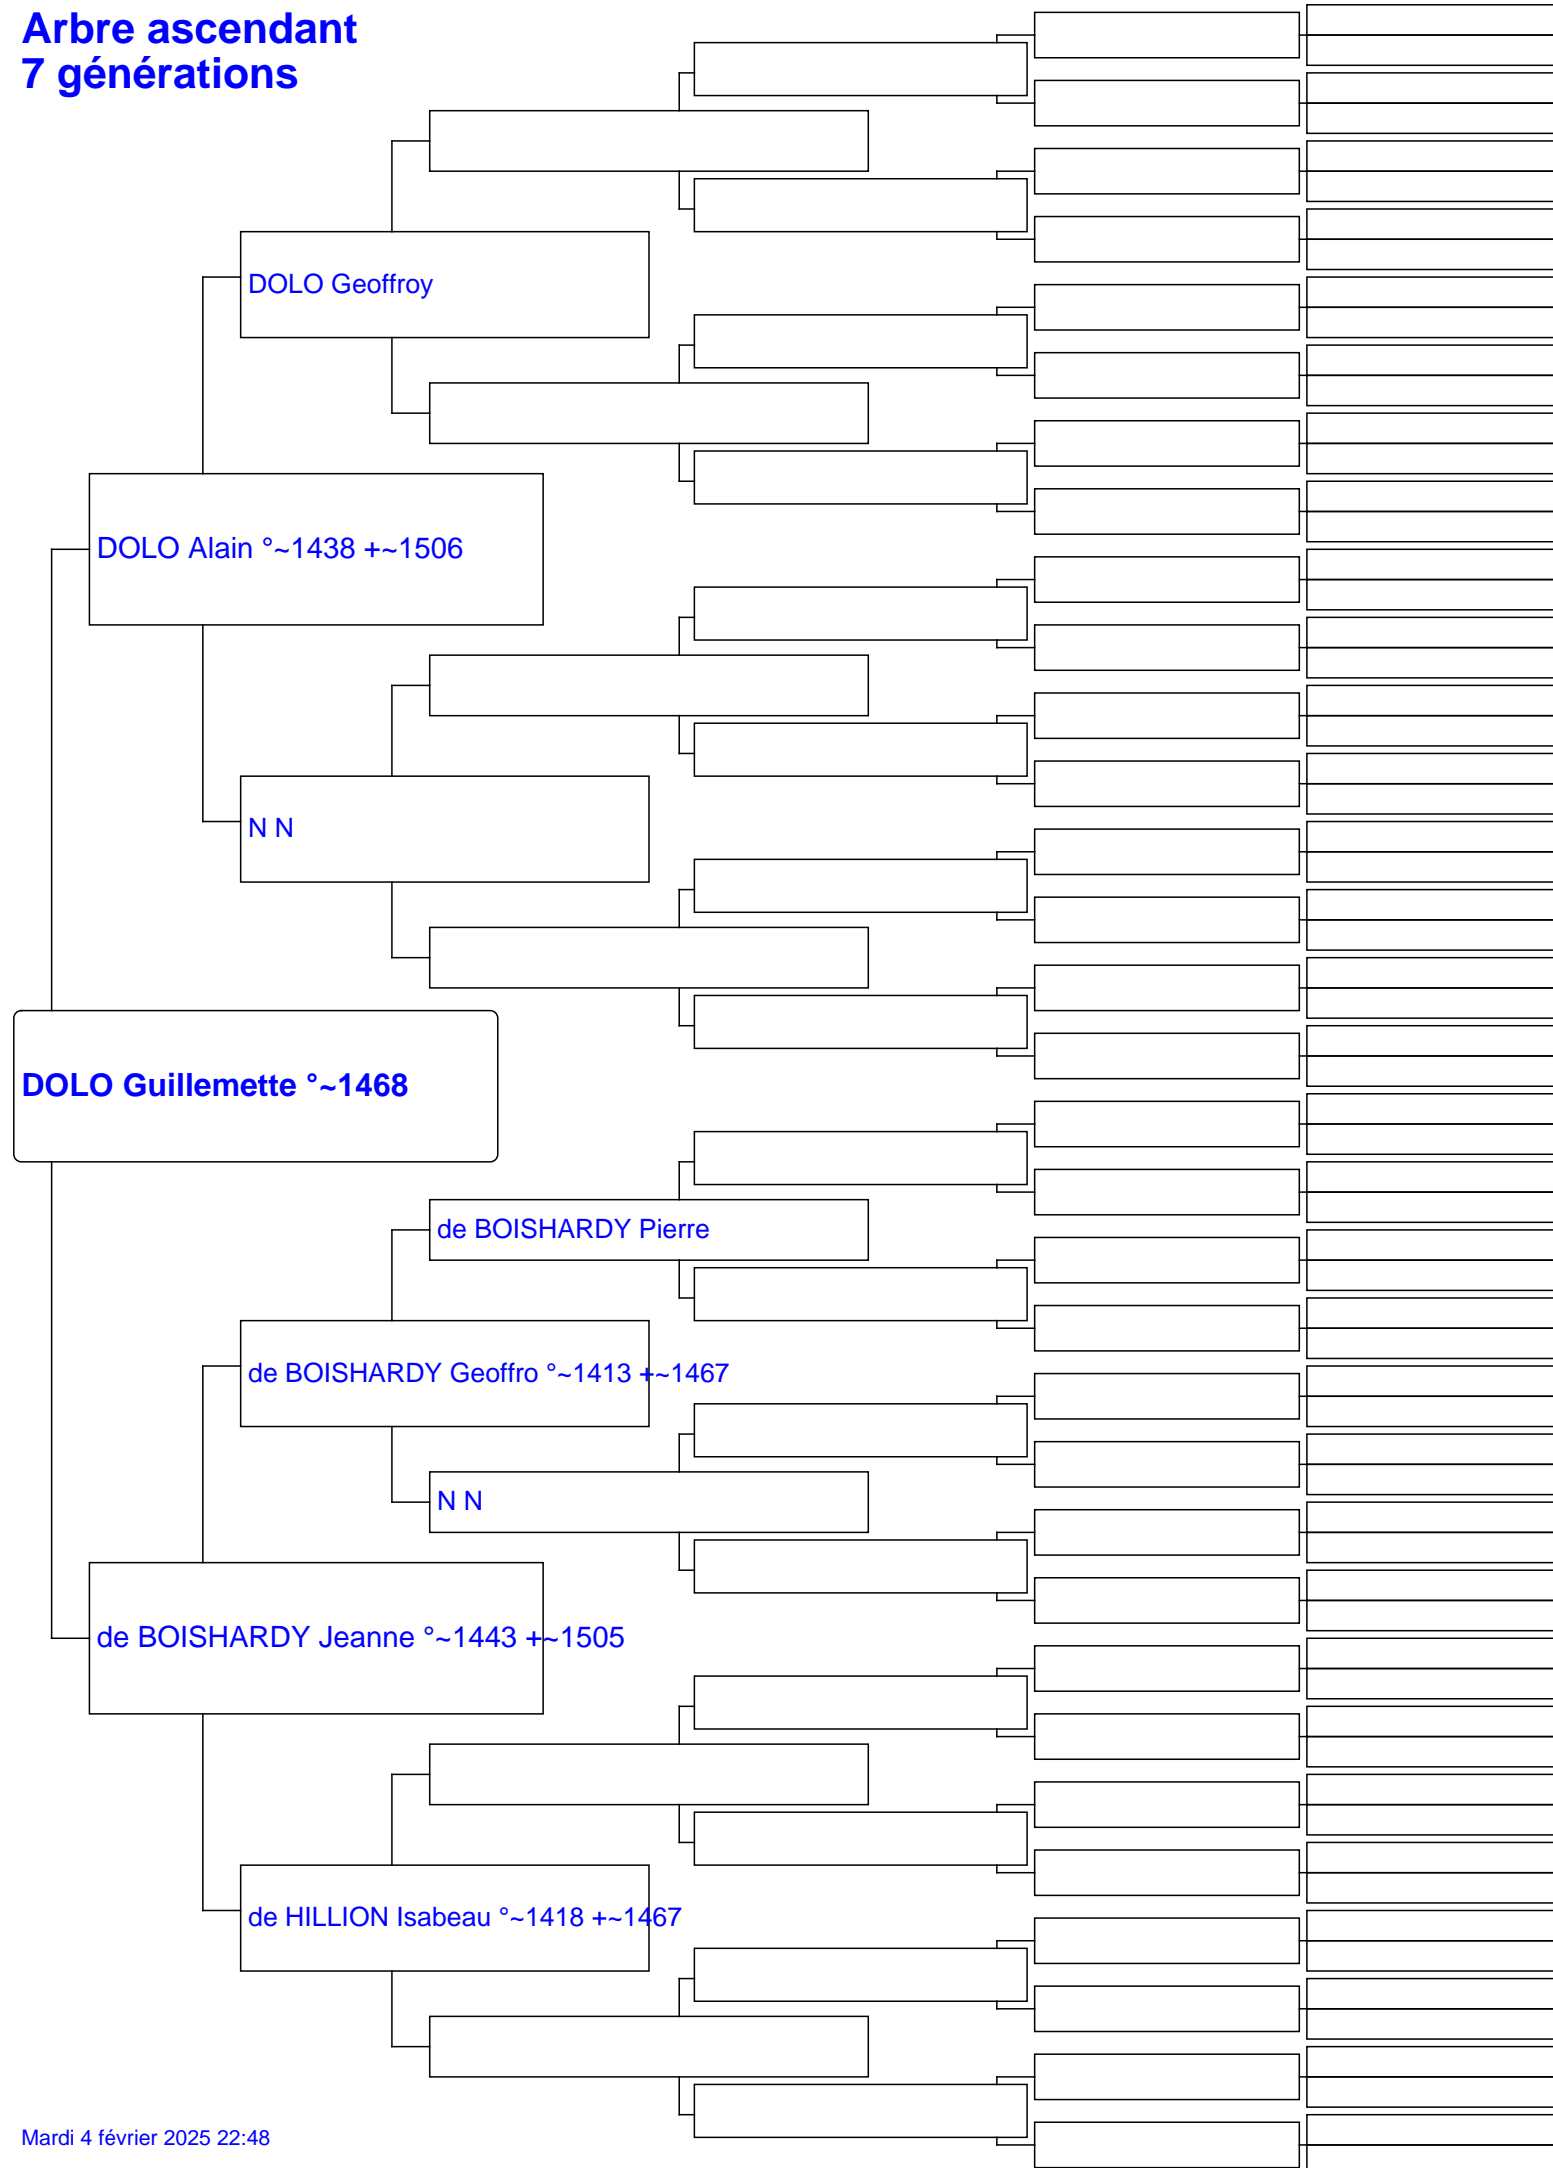 Arbre ascendant
7 générations
DOLO Geoffroy
DOLO Alain °~1438 +~1506
N N
DOLO Guillemette °~1468
de BOISHARDY Pierre
de BOISHARDY Geoffro °~1413 +~1467
N N
de BOISHARDY Jeanne °~1443 +~1505
de HILLION Isabeau °~1418 +~1467
Mardi 4 février 2025 22:48